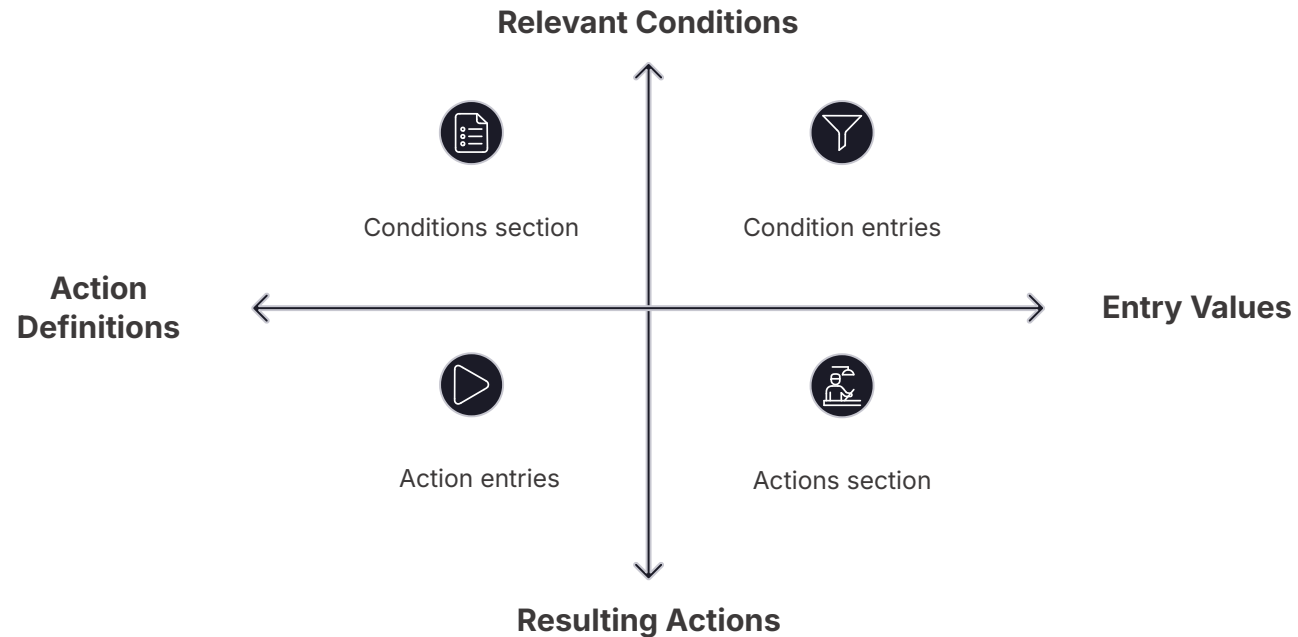 Relevant Conditions
Conditions section
Condition entries
Action
Definitions
Entry Values
Action entries
Actions section
Resulting Actions